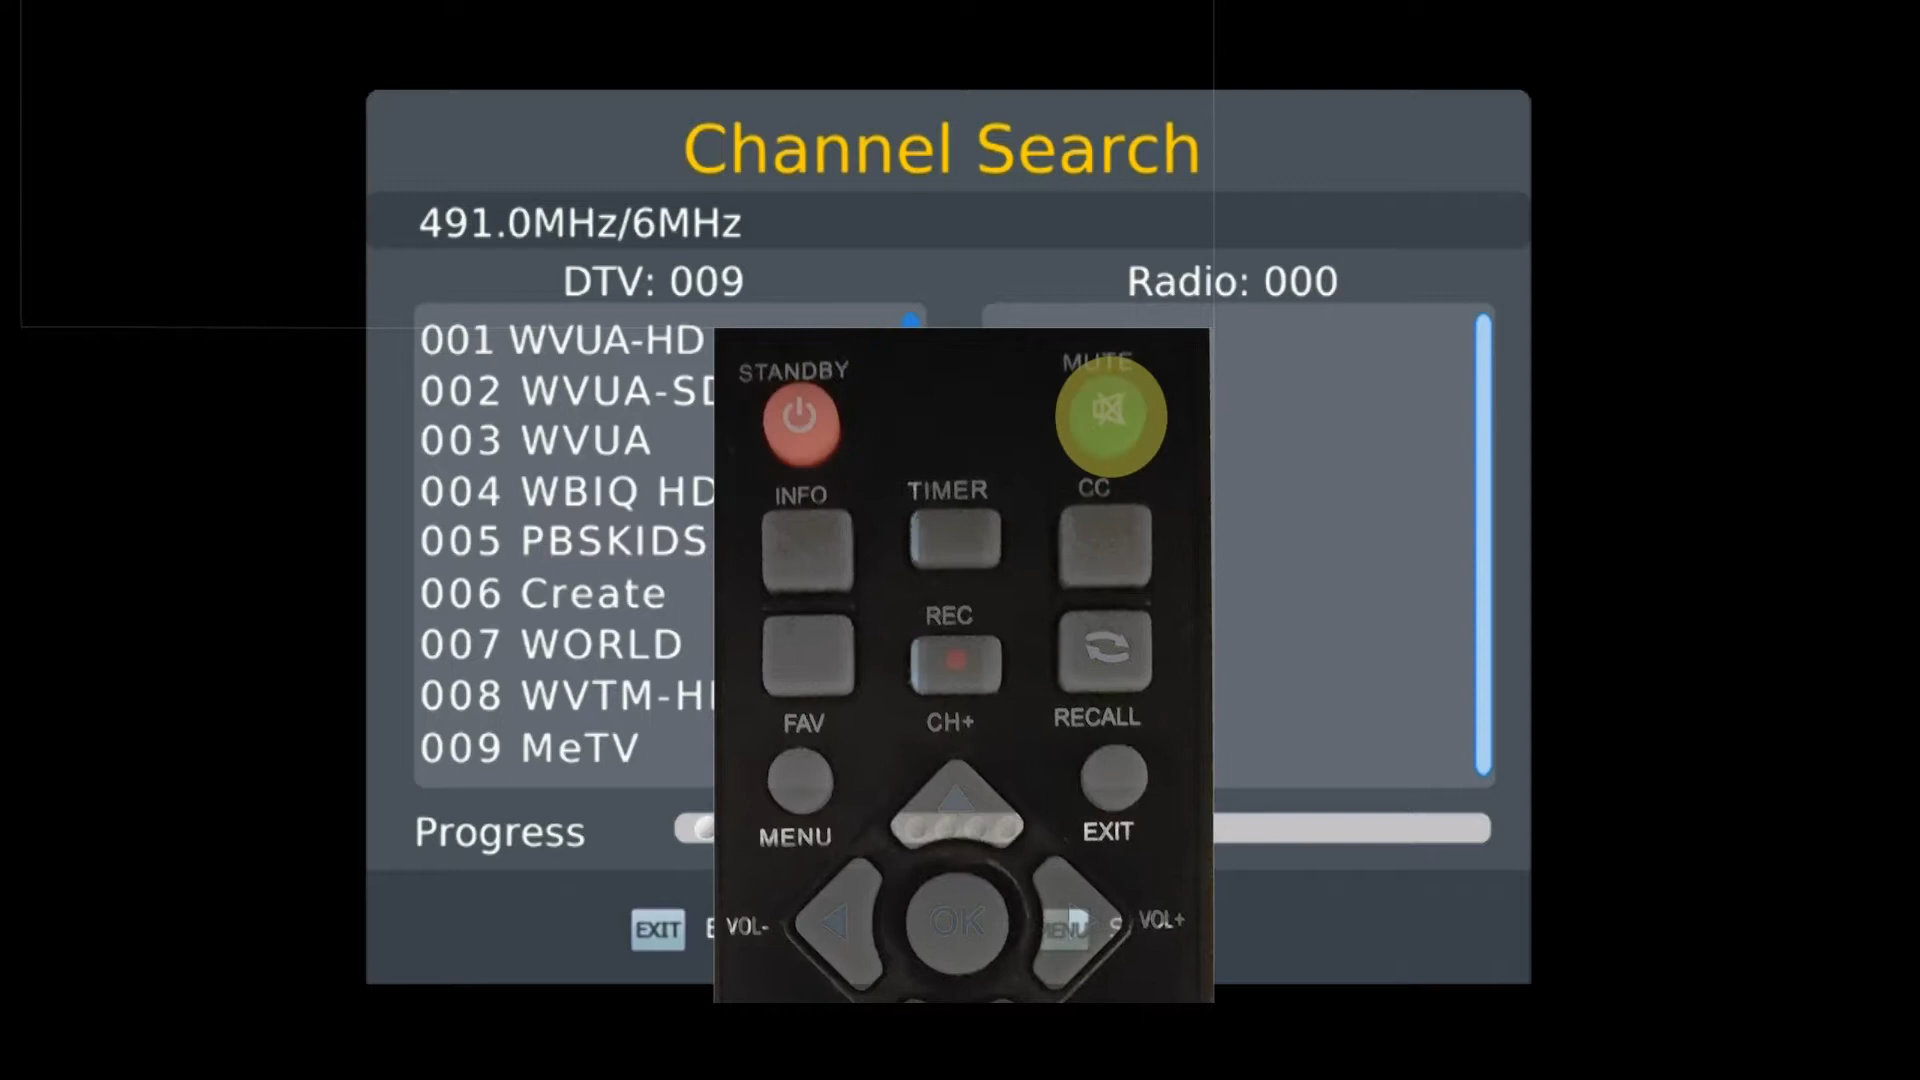 Channel Search
491.0MHz/6MHz
DTV: 009
Radio: 000
001 WVUA-HD
002 WVUA-SD
003 WVUA
004 WBIQ HD
005 PBSKIDS
006 Create
007 WORLD
008 WVTM-H
009 MeTV
Progress
EXIT
MENU
STANDBY
MUTE
INFO
TIMER
CC
REC
FAV
CH+
RECALL
MENU
EXIT
VOL-
OK
VOL+